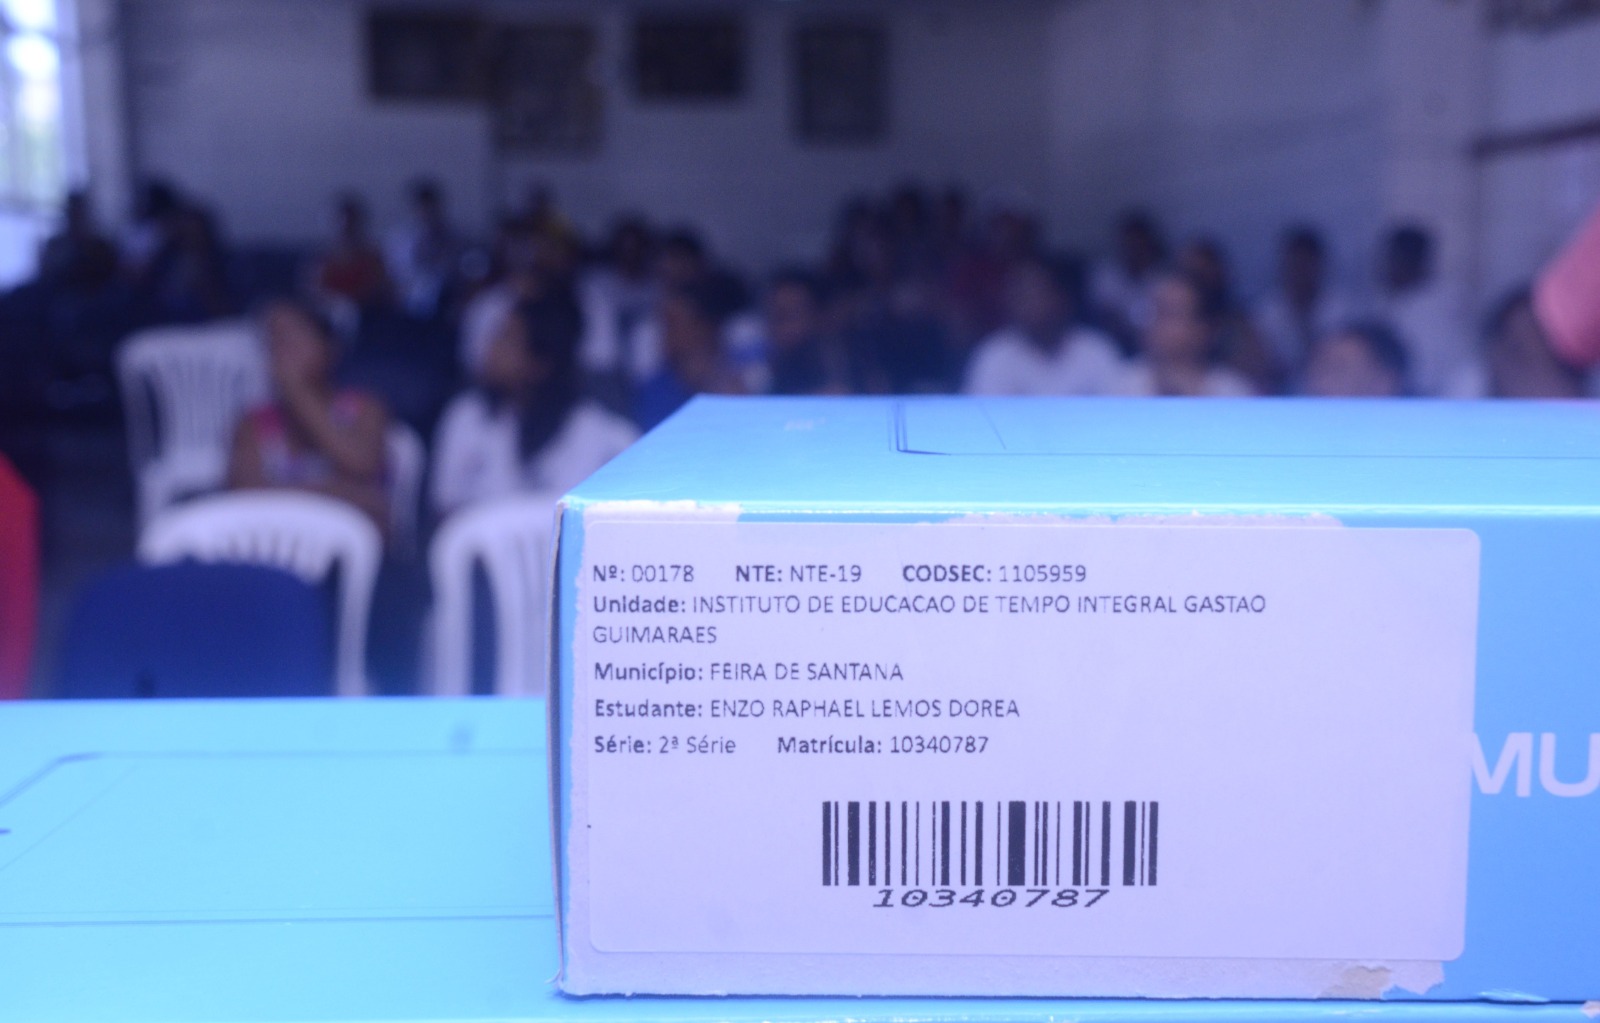 Nº: 00178 NTE: NTE-19 CODSEC: 1105959
Unidade: INSTITUTO DE EDUCACAO DE TEMPO INTEGRAL GASTAO
GUIMARAES
Município: FEIRA DE SANTANA
Estudante: ENZO RAPHAEL LEMOS DOREA
Série: 2ª Série Matrícula: 10340787
10340787
MU